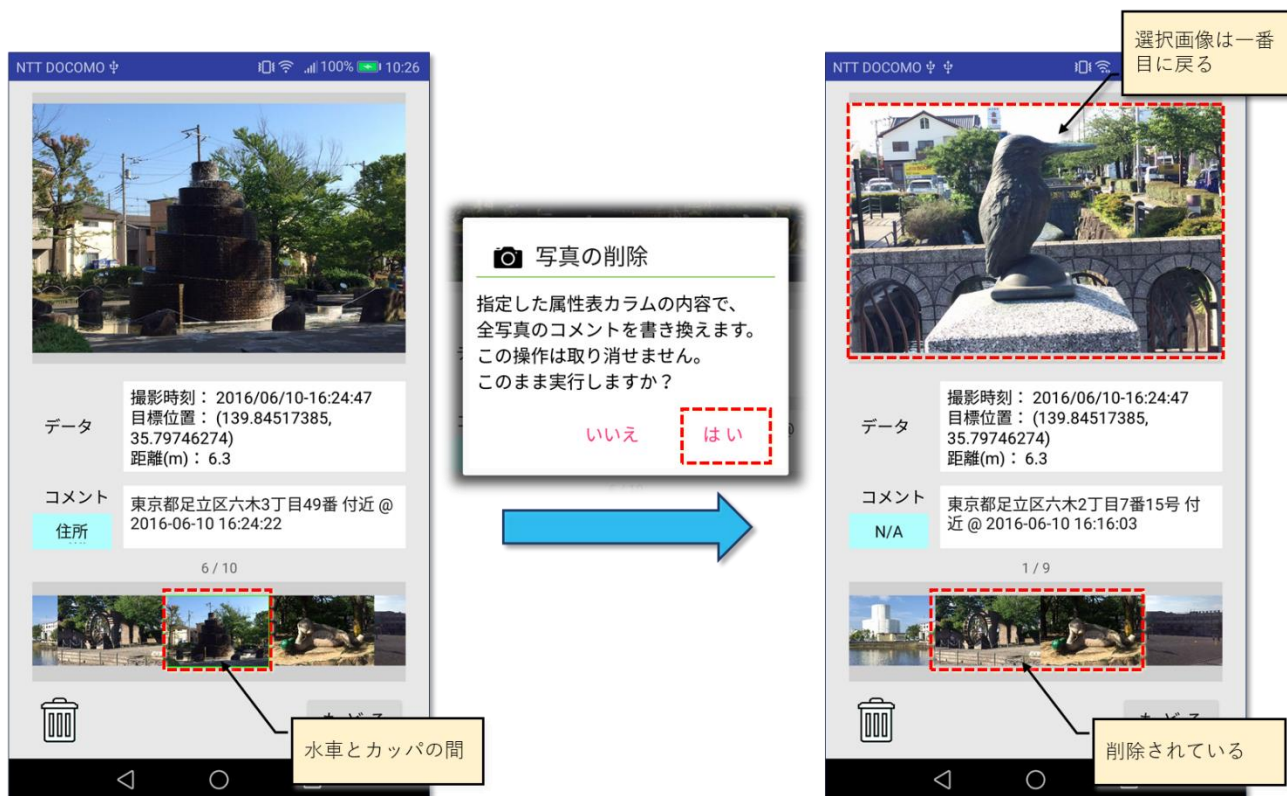 NTT DOCOMO
100%
10:26
データ
撮影時刻： 2016/06/10-16:24:47
目標位置： (139.84517385,
35.79746274)
距離(m)： 6.3
コメント
住所
東京都足立区六木3丁目49番 付近 @
2016-06-10 16:24:22
6 / 10
水車とカッパの間
写真の削除
指定した属性表カラムの内容で、
全写真のコメントを書き換えます。
この操作は取り消せません。
このまま実行しますか？
いいえ
はい
選択画像は一番
目に戻る
NTT DOCOMO
データ
撮影時刻： 2016/06/10-16:24:47
目標位置： (139.84517385,
35.79746274)
距離(m)： 6.3
コメント
N/A
東京都足立区六木2丁目7番15号 付
近 @ 2016-06-10 16:16:03
1 / 9
削除されている